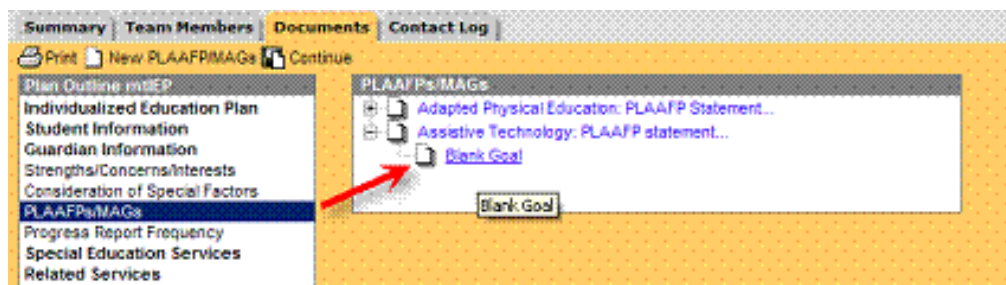 Summary | Team Members | Documents | Contact Log
Print New PLAAFP/MAGs Continue
Plan Outline mtIEP
Individualized Education Plan
Student Information
Guardian Information
Strengths/Concerns/Interests
Consideration of Special Factors
PLAAFPs/MAGs
Progress Report Frequency
Special Education Services
Related Services
PLAAFPs/MAGs
Adapted Physical Education: PLAAFP Statement...
Assistive Technology: PLAAFP statement...
Blank Goal
Blank Goal